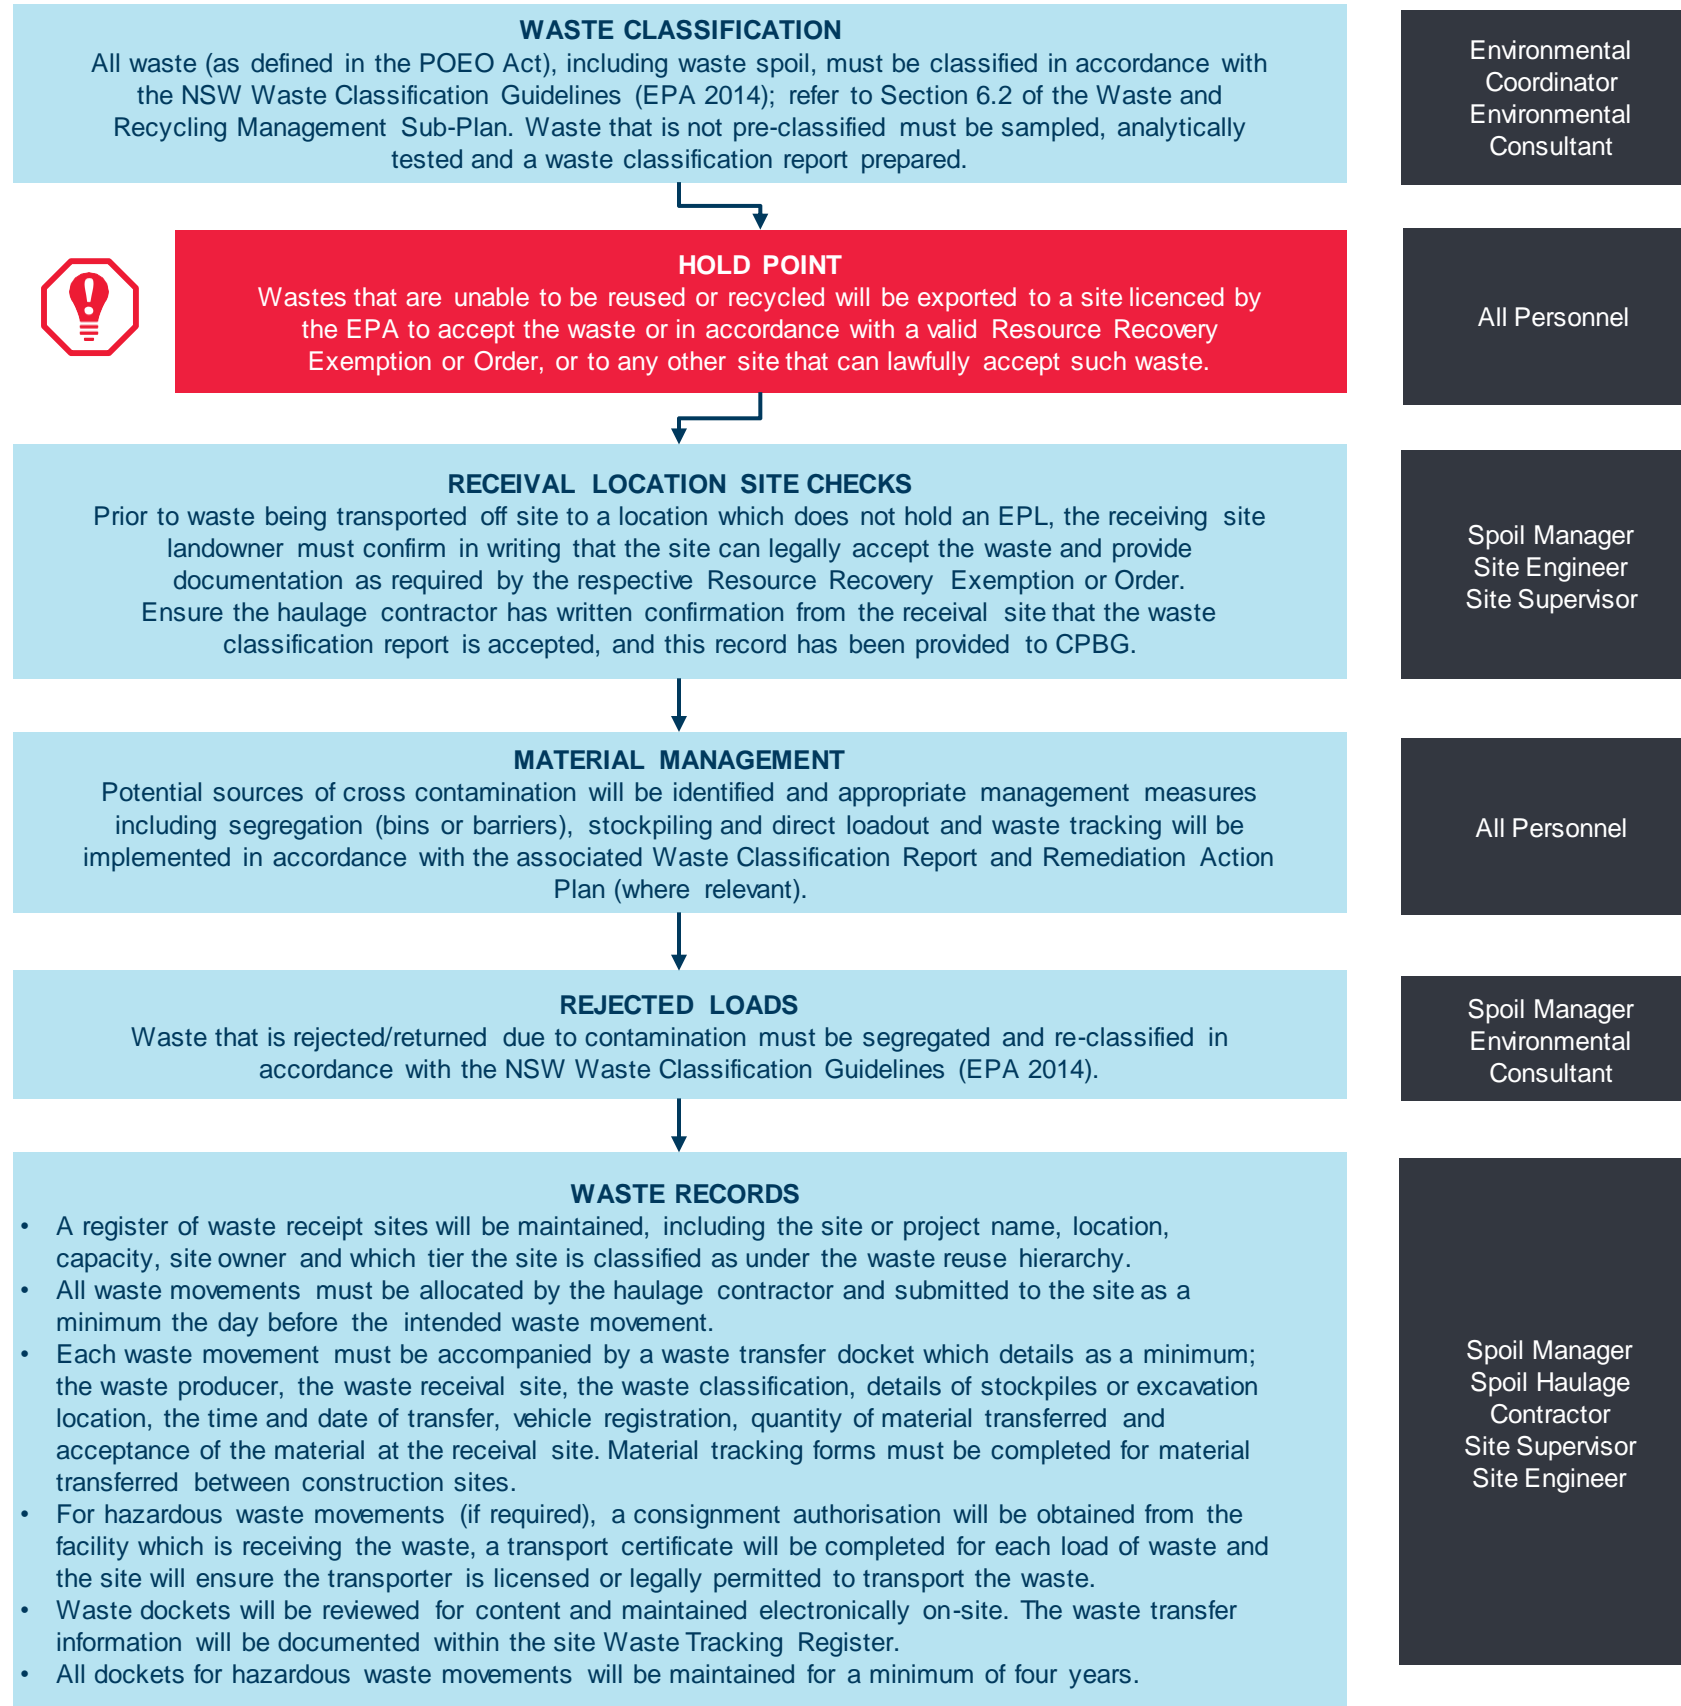 WASTE CLASSIFICATION
All waste (as defined in the POEO Act), including waste spoil, must be classified in accordance with
the NSW Waste Classification Guidelines (EPA 2014); refer to Section 6.2 of the Waste and
Recycling Management Sub-Plan. Waste that is not pre-classified must be sampled, analytically
tested and a waste classification report prepared.
Environmental
Coordinator
Environmental
Consultant
HOLD POINT
Wastes that are unable to be reused or recycled will be exported to a site licenced by
the EPA to accept the waste or in accordance with a valid Resource Recovery
Exemption or Order, or to any other site that can lawfully accept such waste.
All Personnel
RECEIVAL LOCATION SITE CHECKS
Prior to waste being transported off site to a location which does not hold an EPL, the receiving site
landowner must confirm in writing that the site can legally accept the waste and provide
documentation as required by the respective Resource Recovery Exemption or Order.
Ensure the haulage contractor has written confirmation from the receival site that the waste
classification report is accepted, and this record has been provided to CPBG.
Spoil Manager
Site Engineer
Site Supervisor
MATERIAL MANAGEMENT
Potential sources of cross contamination will be identified and appropriate management measures
including segregation (bins or barriers), stockpiling and direct loadout and waste tracking will be
implemented in accordance with the associated Waste Classification Report and Remediation Action
Plan (where relevant).
All Personnel
REJECTED LOADS
Waste that is rejected/returned due to contamination must be segregated and re-classified in
accordance with the NSW Waste Classification Guidelines (EPA 2014).
Spoil Manager
Environmental
Consultant
WASTE RECORDS
• A register of waste receipt sites will be maintained, including the site or project name, location,
capacity, site owner and which tier the site is classified as under the waste reuse hierarchy.
• All waste movements must be allocated by the haulage contractor and submitted to the site as a
minimum the day before the intended waste movement.
• Each waste movement must be accompanied by a waste transfer docket which details as a minimum;
the waste producer, the waste receival site, the waste classification, details of stockpiles or excavation
location, the time and date of transfer, vehicle registration, quantity of material transferred and
acceptance of the material at the receival site. Material tracking forms must be completed for material
transferred between construction sites.
• For hazardous waste movements (if required), a consignment authorisation will be obtained from the
facility which is receiving the waste, a transport certificate will be completed for each load of waste and
the site will ensure the transporter is licensed or legally permitted to transport the waste.
• Waste dockets will be reviewed for content and maintained electronically on-site. The waste transfer
information will be documented within the site Waste Tracking Register.
• All dockets for hazardous waste movements will be maintained for a minimum of four years.
Spoil Manager
Spoil Haulage
Contractor
Site Supervisor
Site Engineer